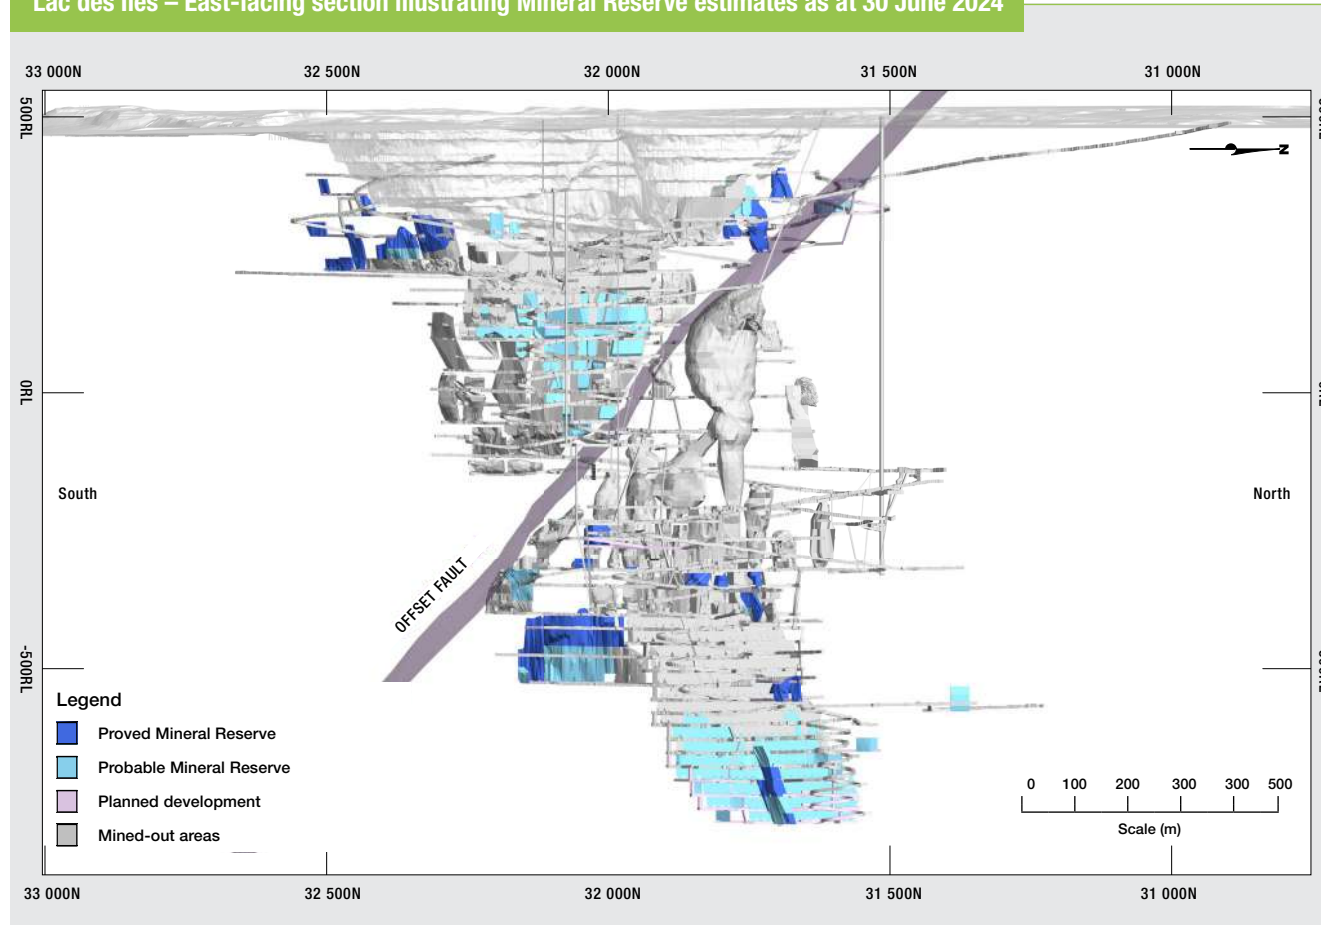 Lac des Iles – East-facing section illustrating Mineral Reserve estimates as at 30 June 2024
33 000N 32 500N 32 000N 31 500N 31 000N
500RL
N
0RL
South
North
OFFSET FAULT
-500RL
Legend
Proved Mineral Reserve
Probable Mineral Reserve
Planned development
Mined-out areas
0 100 200 300 300 500
Scale (m)
33 000N 32 500N 32 000N 31 500N 31 000N